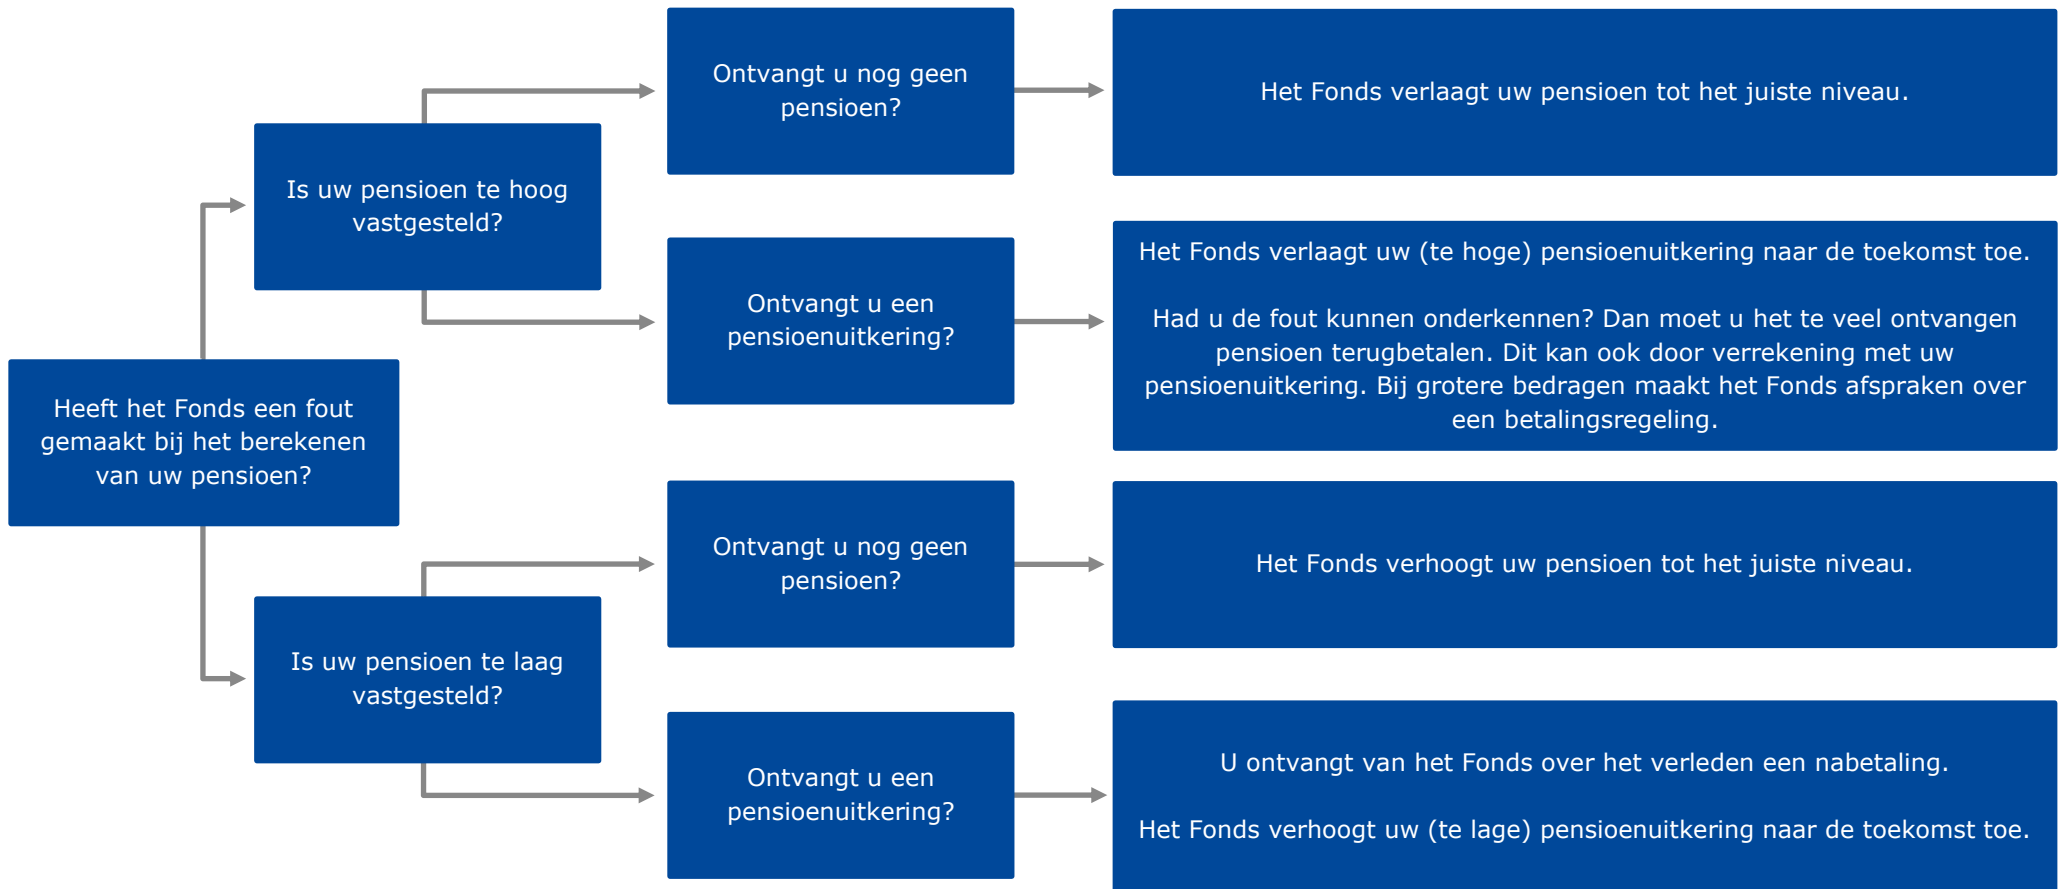 Heeft het Fonds een fout
gemaakt bij het berekenen
van uw pensioen?
Is uw pensioen te hoog
vastgesteld?
Ontvangt u nog geen
pensioen?
Het Fonds verlaagt uw pensioen tot het juiste niveau.
Ontvangt u een
pensioenuitkering?
Het Fonds verlaagt uw (te hoge) pensioenuitkering naar de toekomst toe.
Had u de fout kunnen onderkennen? Dan moet u het te veel ontvangen
pensioen terugbetalen. Dit kan ook door verrekening met uw
pensioenuitkering. Bij grotere bedragen maakt het Fonds afspraken over
een betalingsregeling.
Is uw pensioen te laag
vastgesteld?
Ontvangt u nog geen
pensioen?
Het Fonds verhoogt uw pensioen tot het juiste niveau.
Ontvangt u een
pensioenuitkering?
U ontvangt van het Fonds over het verleden een nabetaling.
Het Fonds verhoogt uw (te lage) pensioenuitkering naar de toekomst toe.